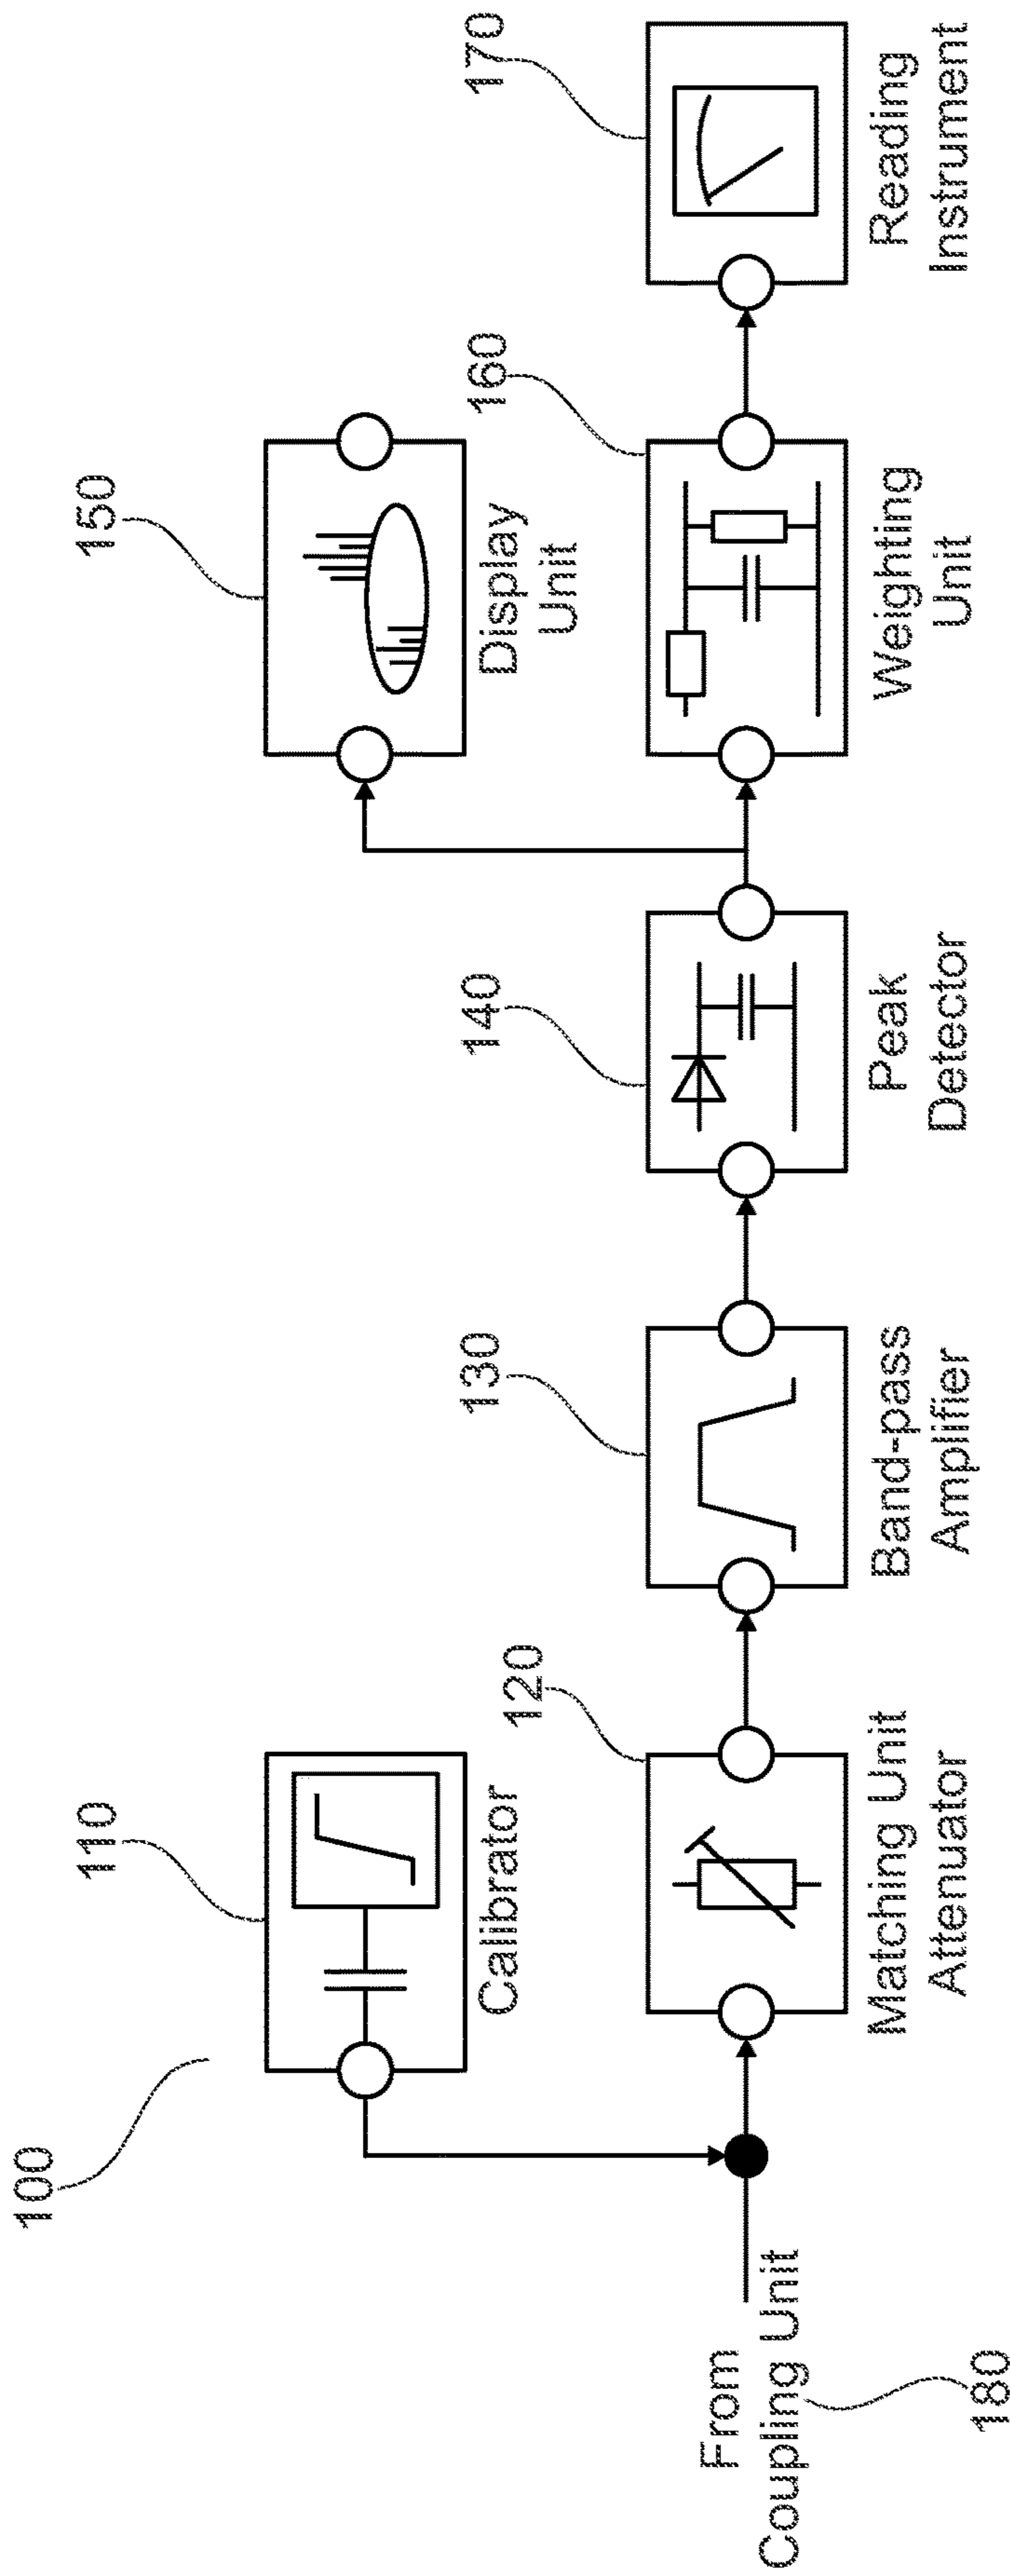 100
110
Calibrator
150
Display
Unit
From
Coupling Unit
180
120
Matching Unit
Attenuator
130
Band-pass
Amplifier
140
Peak
Detector
160
Weighting
Unit
170
Reading
Instrument